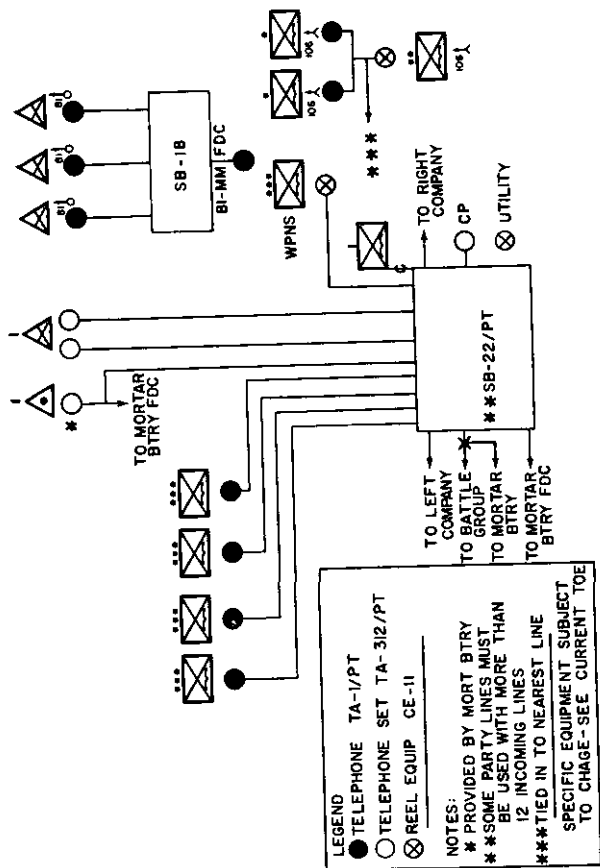 81
81
81
SB-18
81-MM FDC
*
*
106
106
**
106
***
***
WPNS
TO RIGHT
COMPANY
CP
UTILITY
C
**SB-22/PT
I
I
*
TO MORTAR
BTRY FDC
***
***
***
***
TO LEFT
COMPANY
TO BATTLE
GROUP
TO MORTAR
BTRY
TO MORTAR
BTRY FDC
LEGEND
TELEPHONE TA-1/PT
TELEPHONE SET TA-312/PT
REEL EQUIP CE-11
NOTES:
* PROVIDED BY MORT BTRY
**SOME PARTY LINES MUST
BE USED WITH MORE THAN
12 INCOMING LINES
***TIED IN TO NEAREST LINE
SPECIFIC EQUIPMENT SUBJECT
TO CHAGE-SEE CURRENT TOE